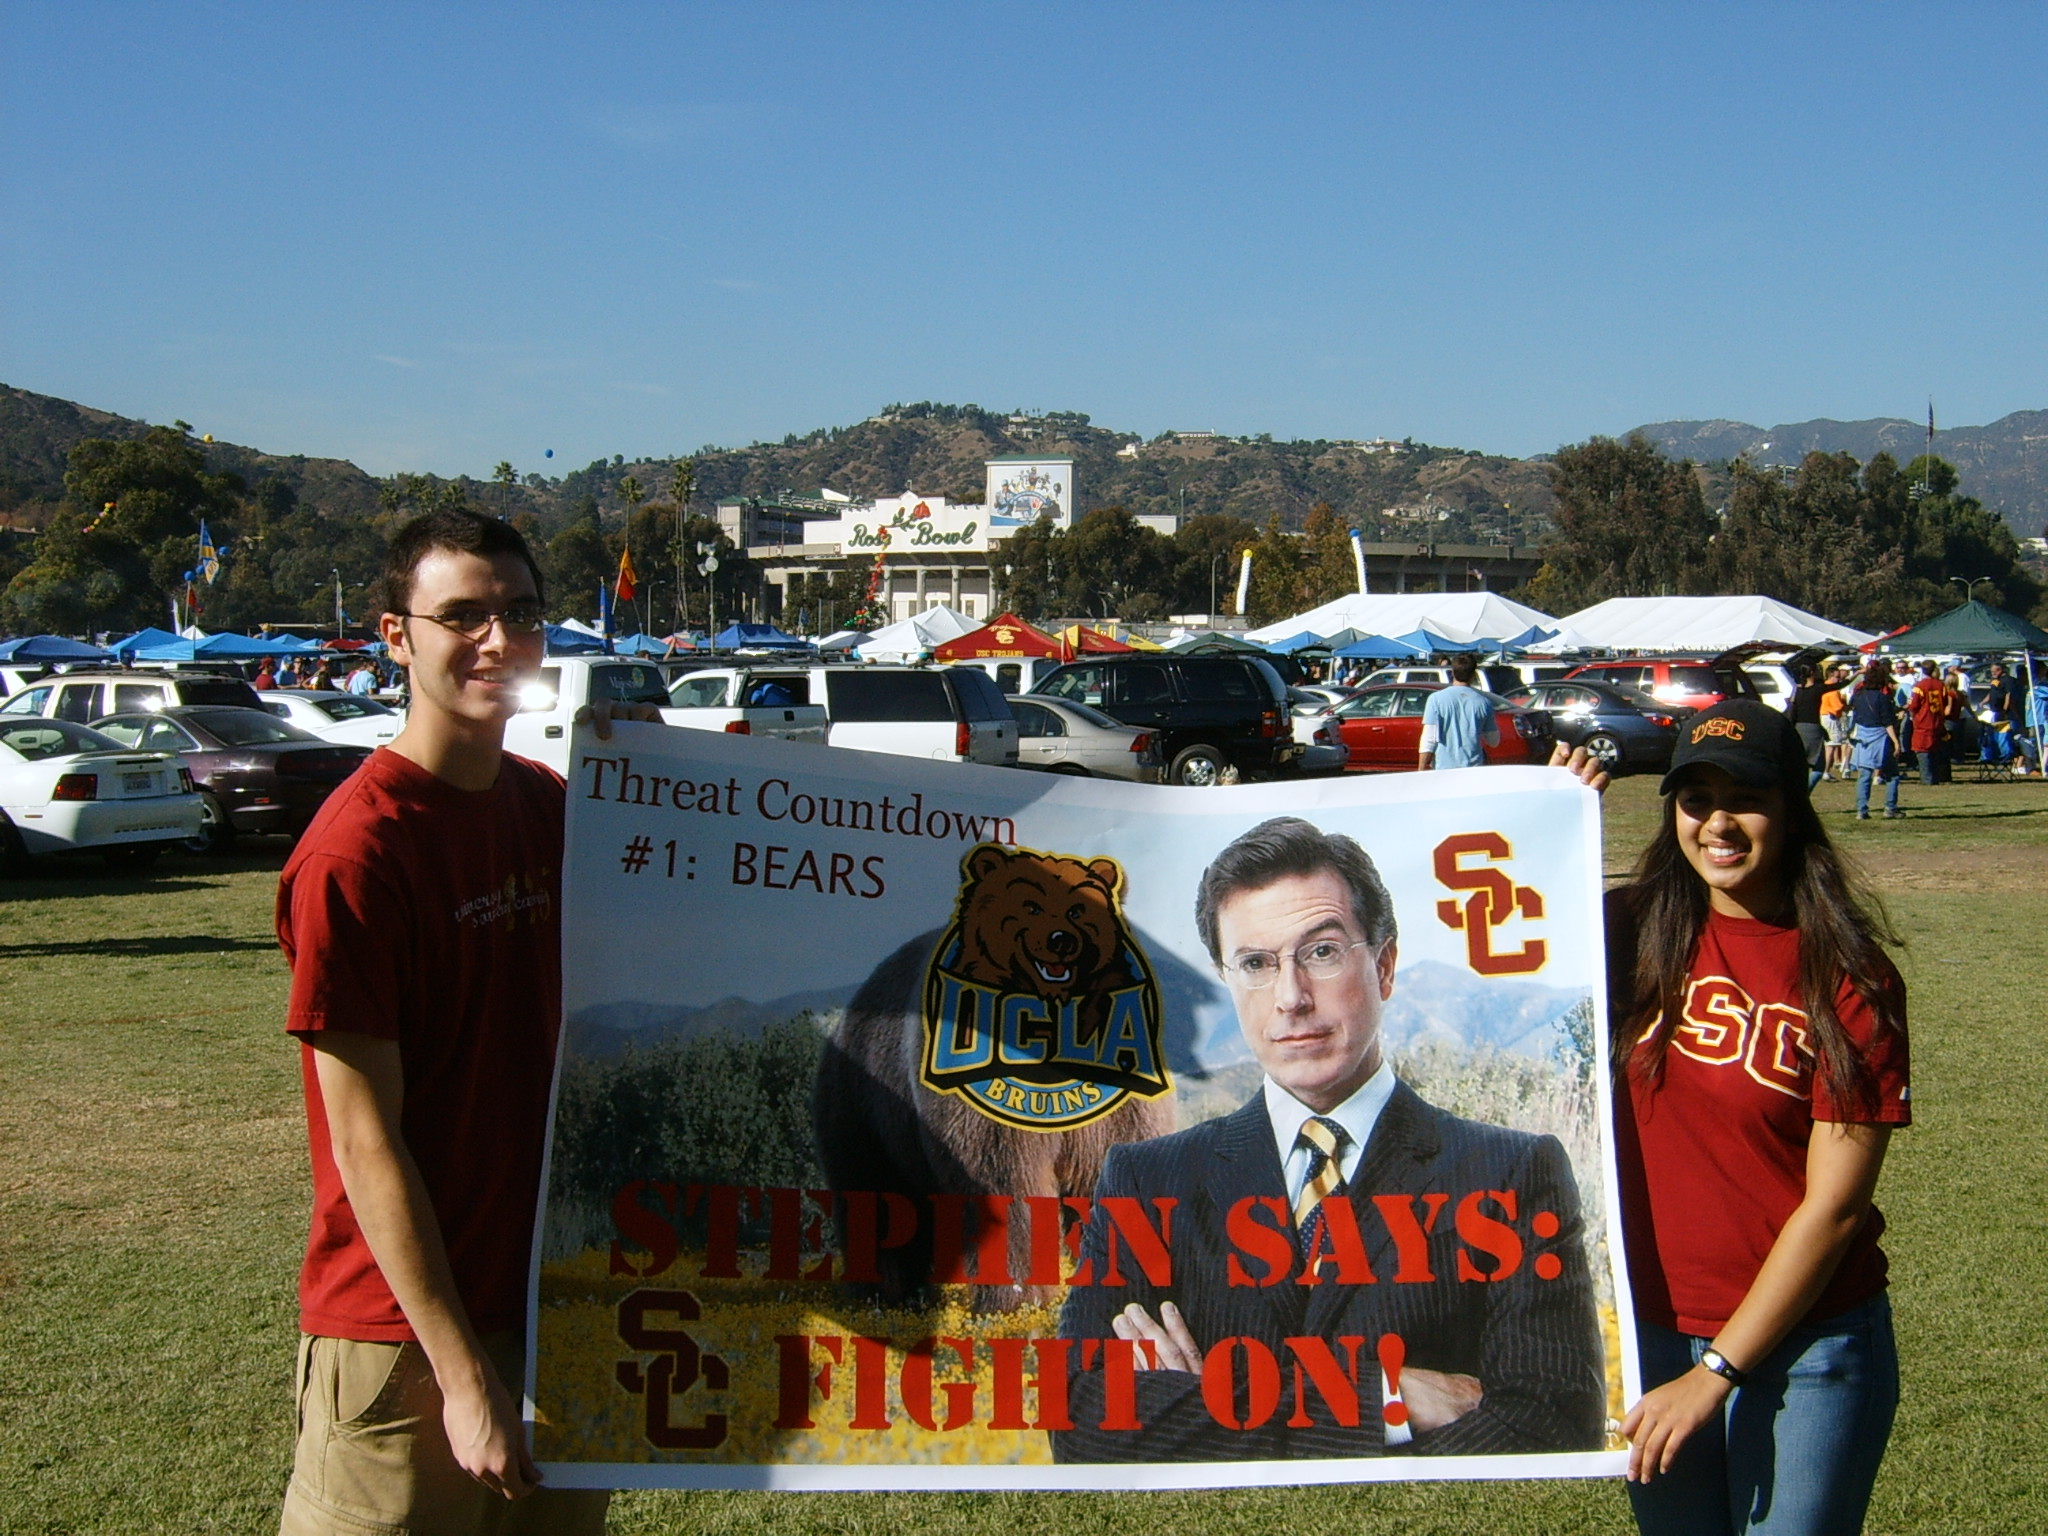 Rose Bowl
USC TROJANS
USC
Threat Countdown
#1: BEARS
SC
UCLA
BRUINS
USC
STEPHEN SAYS:
SC FIGHT ON!